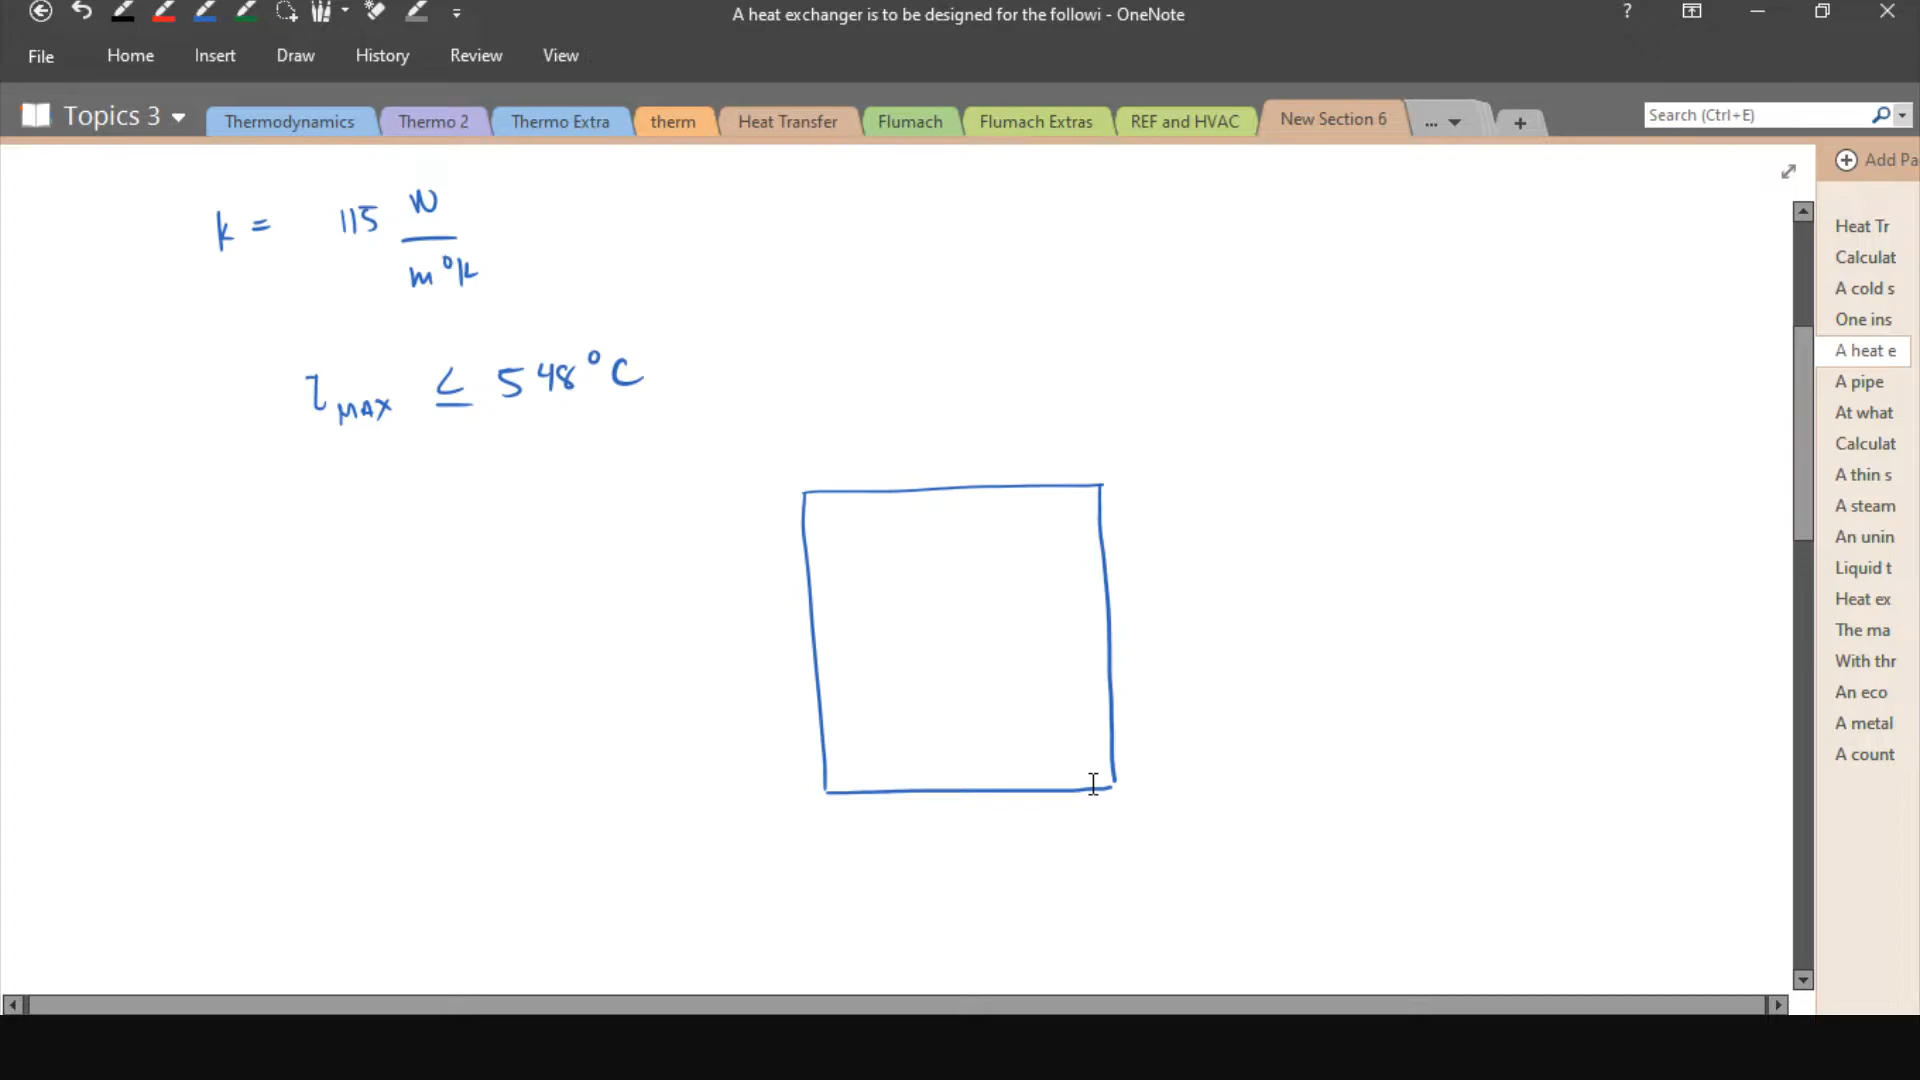 A heat exchanger is to be designed for the followi - OneNote
?
File Home Insert Draw History Review View
Topics 3
Thermodynamics Thermo 2 Thermo Extra therm Heat Transfer Flumach Flumach Extras REF and HVAC New Section 6 ... +
Search (Ctrl+E)
Add Pa
k = 115 W
m°k
MAX ≤ 548°C
Heat Tr
Calculat
A cold s
One ins
A heat e
A pipe
At what
Calculat
A thin s
A steam
An unin
Liquid t
Heat ex
The ma
With thr
An eco
A metal
A count